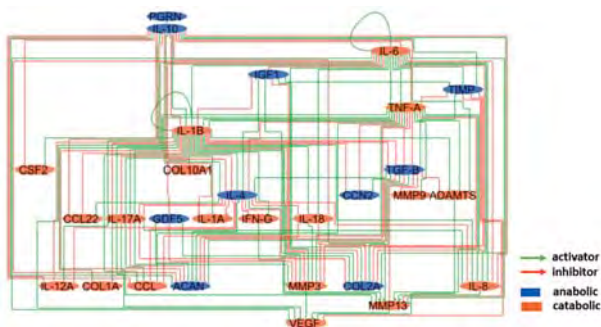 PGRN
IL-10
IL-6
IGF1
TIMP
TNF-A
IL-1B
CSF2
COL10A1
TGF-B
IL-4
CCN2
MMP9 ADAMTS
CCL22
IL-17A
GDF5
IL-1A
IFN-G
IL-18
IL-12A
COL1A
CCL
ACAN
MMP3
COL2A
IL-8
MMP13
VEGF
activator
inhibitor
anabolic
catabolic